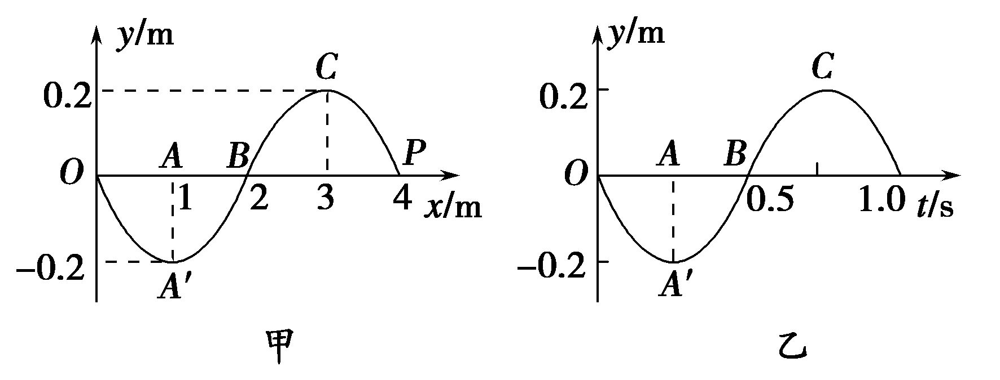 y/m
C
0.2
A B P
O
1 2 3 4 x/m
-0.2
A′
甲
y/m
C
0.2
A B
O
0.5 1.0 t/s
-0.2
A′
乙